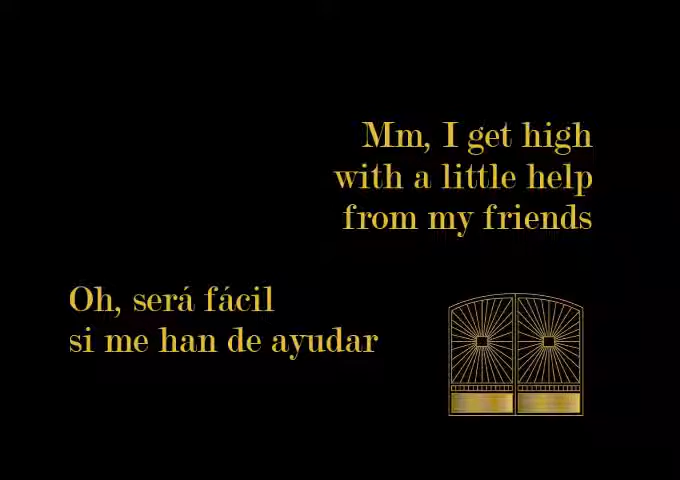 Mm, I get high
with a little help
from my friends
Oh, será fácil
si me han de ayudar